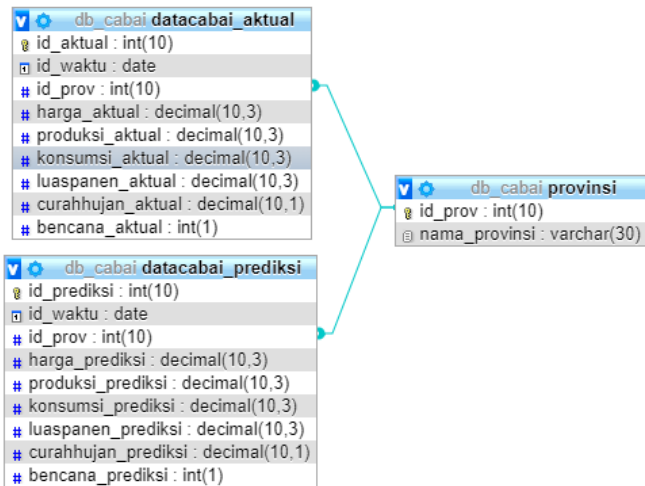 db_cabai datacabai_aktual
id_aktual : int(10)
id_waktu : date
id_prov : int(10)
harga_aktual : decimal(10,3)
produksi_aktual : decimal(10,3)
konsumsi_aktual : decimal(10,3)
luaspanen_aktual : decimal(10,3)
curahhujan_aktual : decimal(10,1)
bencana_aktual : int(1)
db_cabai provinsi
id_prov : int(10)
nama_provinsi : varchar(30)
db_cabai datacabai_prediksi
id_prediksi : int(10)
id_waktu : date
id_prov : int(10)
harga_prediksi : decimal(10,3)
produksi_prediksi : decimal(10,3)
konsumsi_prediksi : decimal(10,3)
luaspanen_prediksi : decimal(10,3)
curahhujan_prediksi : decimal(10,1)
bencana_prediksi : int(1)